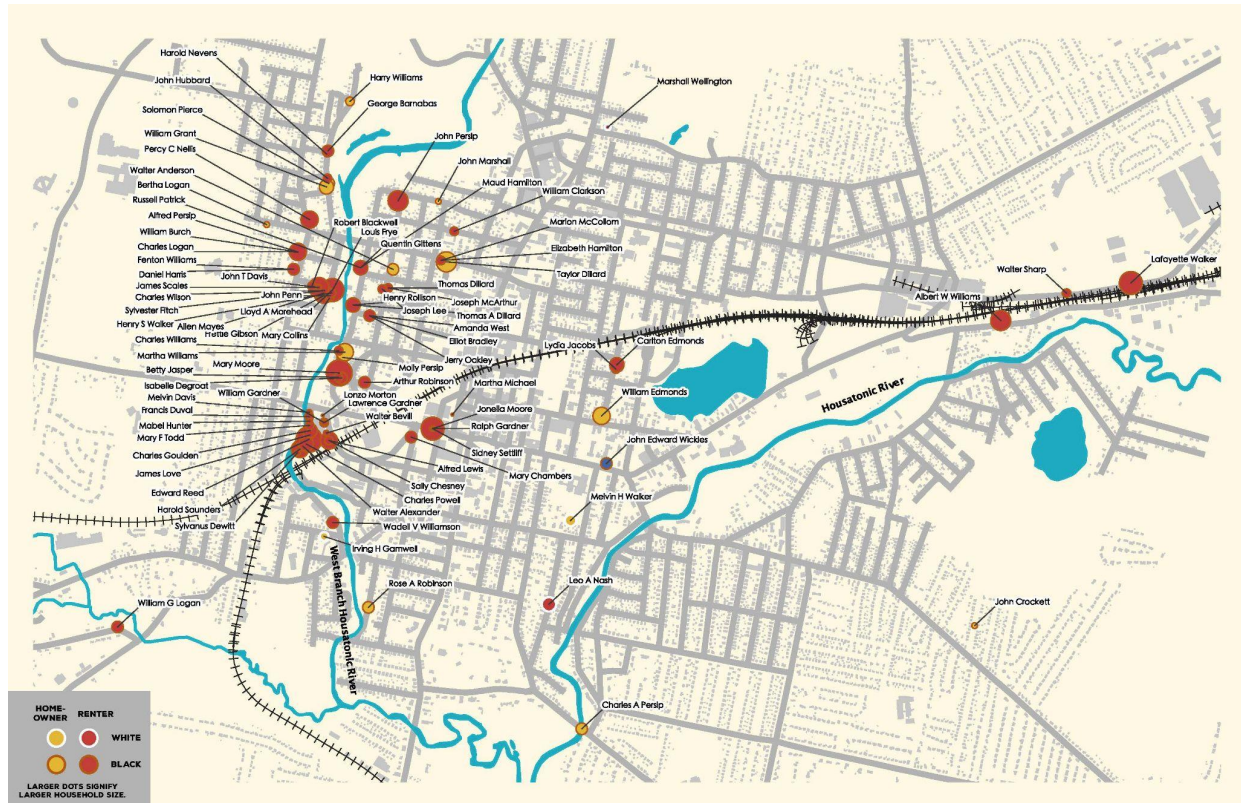 Harold Nevens
John Hubbard
Solomon Pierce
William Grant
Percy C Nellis
Walter Anderson
Bertha Logan
Russell Patrick
Alfred Persip
William Burch
Charles Logan
Fenton Williams
Daniel Harris
John T Davis
James Scales
Charles Wilson
John Penn
Sylvester Fitch
Lloyd A Morehead
Henry S Walker
Allen Mayes
Hettie Gibson
Mary Collins
Charles Williams
Martha Williams
Mary Moore
Betty Jasper
Isabelle Degroat
William Gardner
Melvin Davis
Francis Duval
Mabel Hunter
Mary F Todd
Charles Goulden
James Love
Edward Reed
Harold Saunders
Sylvanus Dewitt
Harry Williams
George Barnabas
John Persip
John Marshall
Maud Hamilton
William Clarkson
Robert Blackwell
Louis Frye
Quentin Gittens
Marion McCollom
Elizabeth Hamilton
Taylor Dillard
Thomas Dillard
Henry Rollson
Joseph McArthur
Joseph Lee
Thomas A Dillard
Amanda West
Elliot Bradley
Jerry Ockley
Molly Persip
Arthur Robinson
Martha Michael
Lonzo Morton
Lawrence Gardner
Walter Bevill
Jonelia Moore
Ralph Gardner
Sidney Settliff
Mary Chambers
Alfred Lewis
Sally Chesney
Charles Powell
Walter Alexander
Wadell V Williamson
Irving H Gamwell
Rose A Robinson
William G Logan
West Branch Housatonic River
Marshall Wellington
Lydia Jacobs
Carlton Edmonds
William Edmonds
John Edward Wickles
Melvin H Walker
Leo A Nash
Charles A Persip
John Crockett
Housatonic River
Albert W Williams
Walter Sharp
Lafayette Walker
HOME-
OWNER RENTER
WHITE
BLACK
LARGER DOTS SIGNIFY
LARGER HOUSEHOLD SIZE.